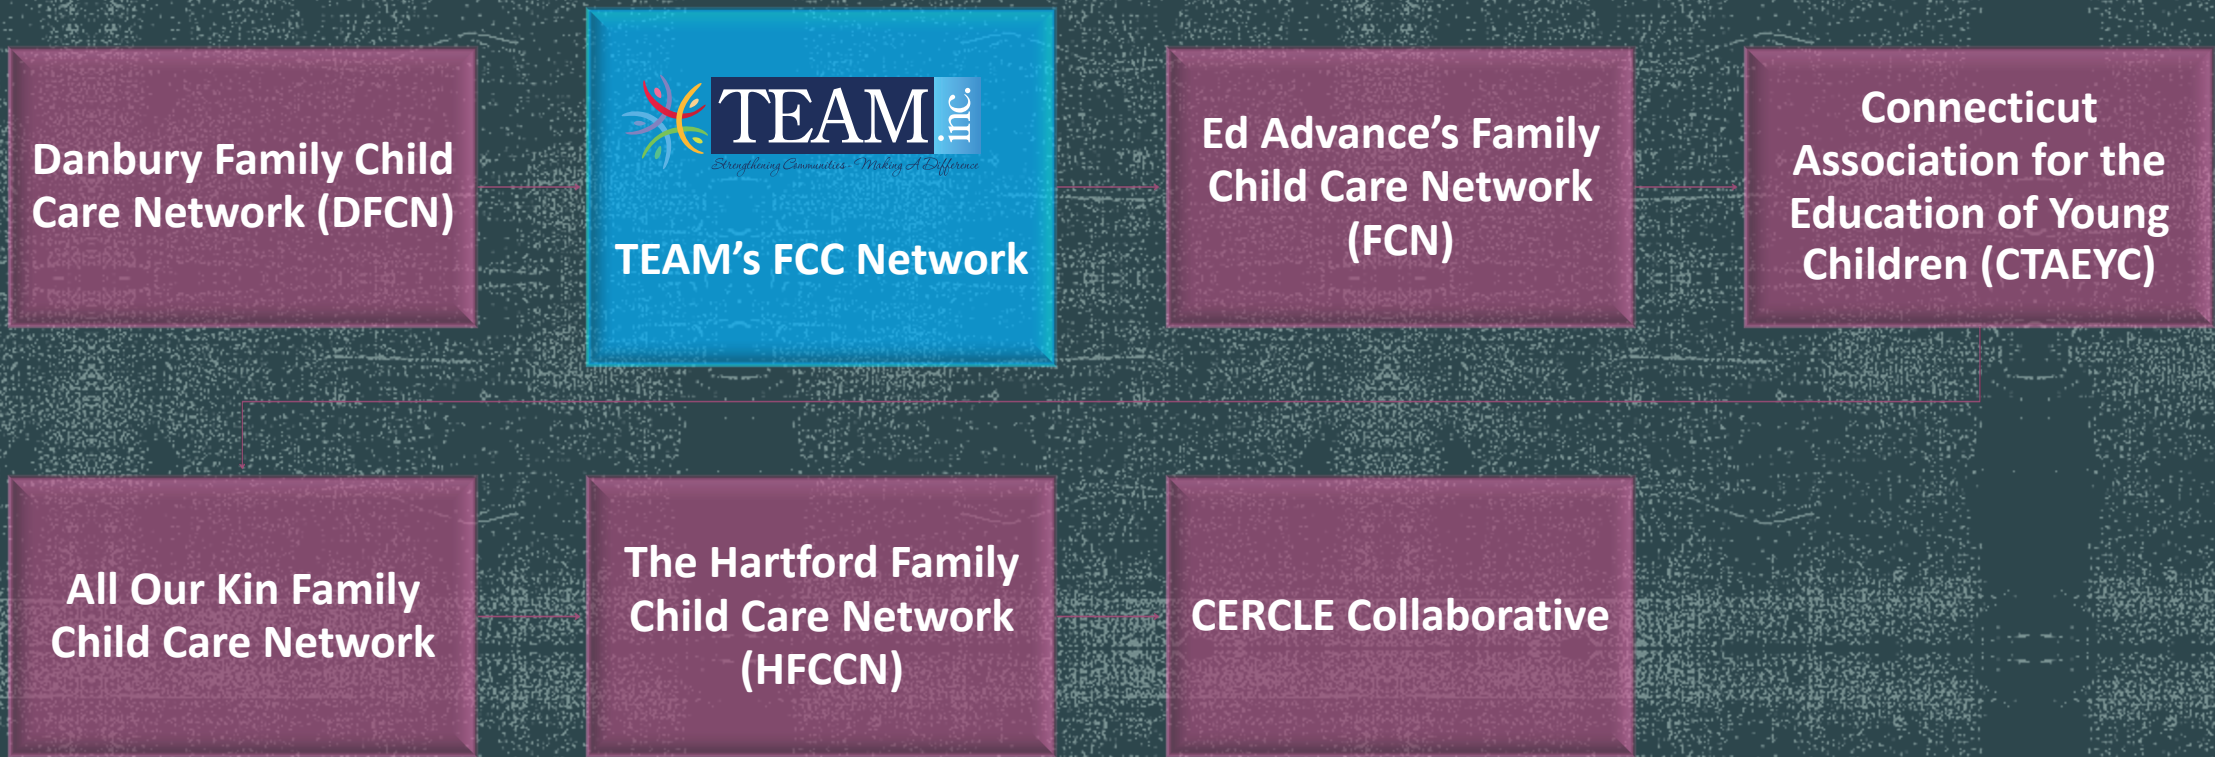 Danbury Family Child
Care Network (DFCN)
TEAM inc.
Strengthening Communities - Making A Difference
TEAM’s FCC Network
Ed Advance’s Family
Child Care Network
(FCN)
Connecticut
Association for the
Education of Young
Children (CTAEYC)
All Our Kin Family
Child Care Network
The Hartford Family
Child Care Network
(HFCCN)
CERCLE Collaborative